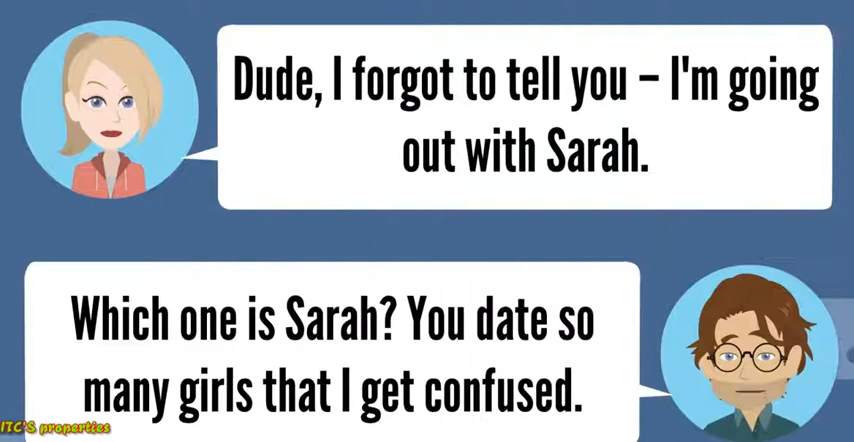 Dude, I forgot to tell you – I'm going
out with Sarah.
Which one is Sarah? You date so
many girls that I get confused.
ITC'S properties